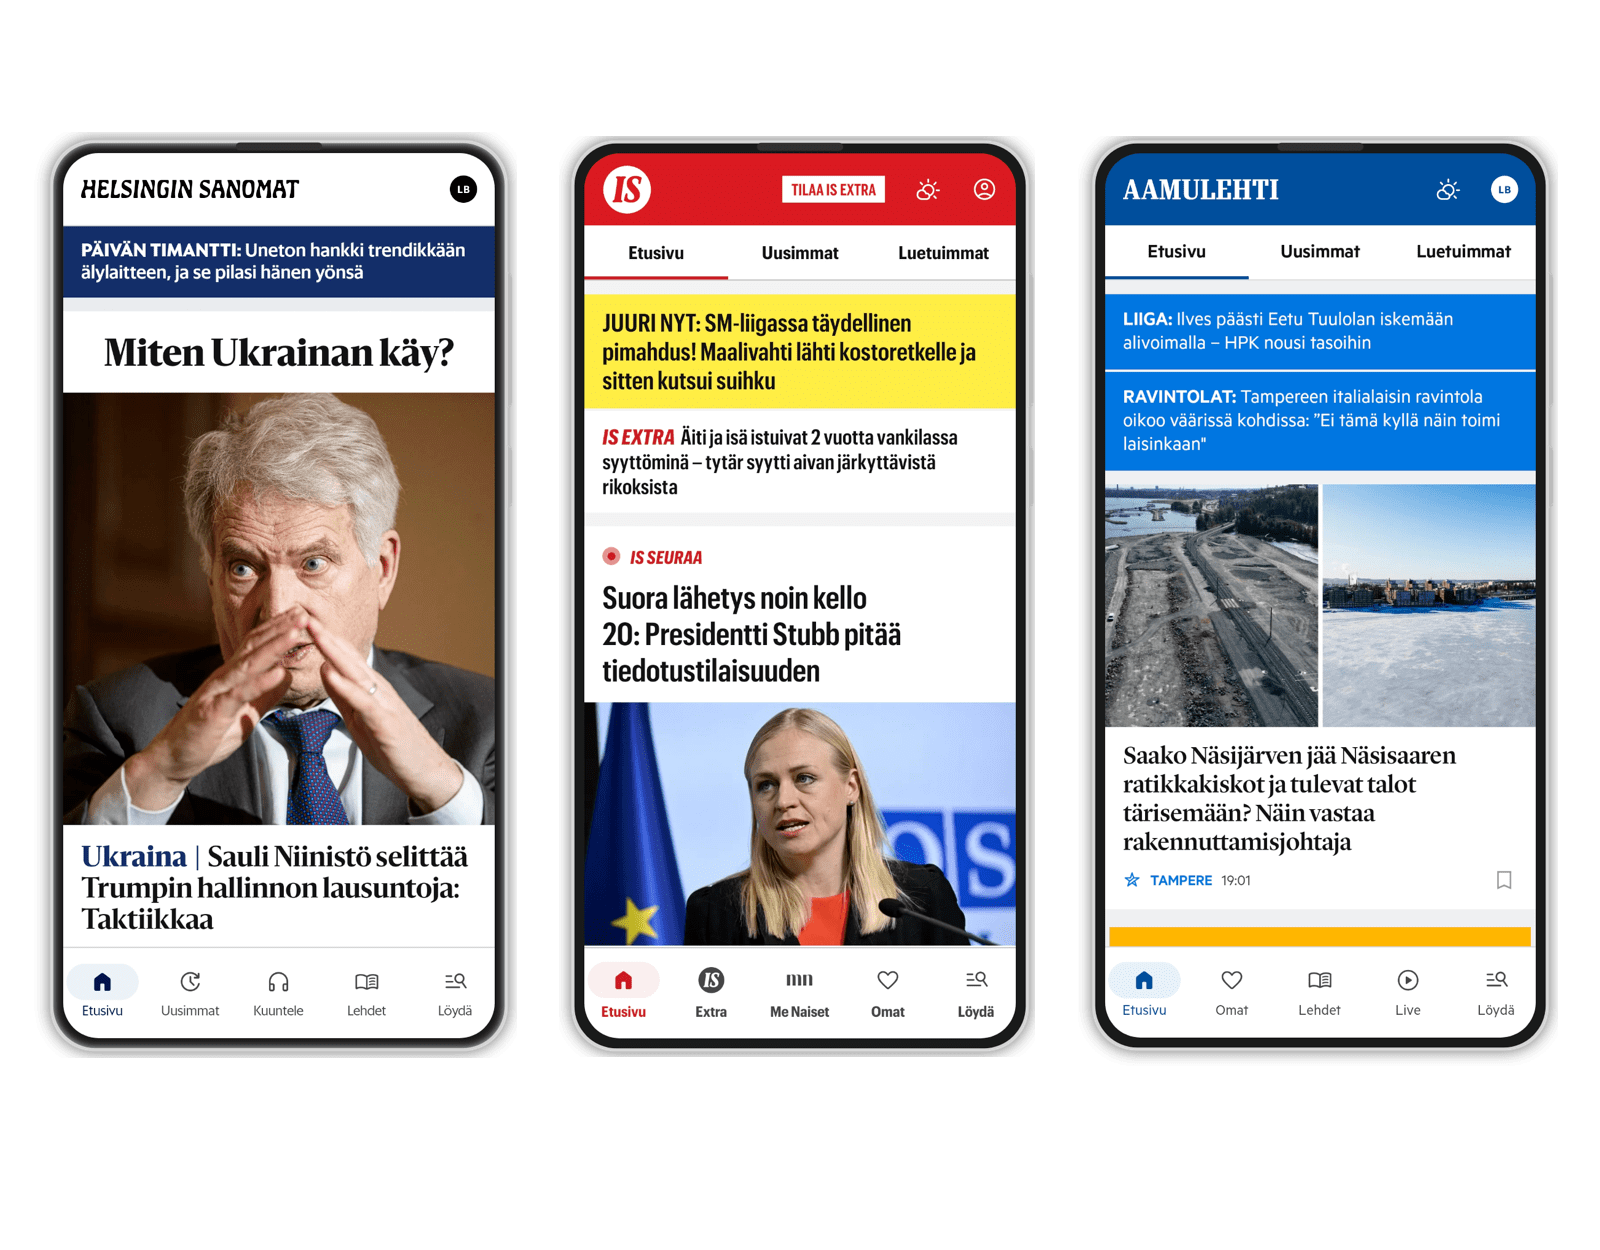 HELSINGIN SANOMAT
LB
PÄIVÄN TIMANTTI: Uneton hankki trendikkään
älylaitteen, ja se pilasi hänen yönsä
Miten Ukrainan käy?
Ukraina | Sauli Niinistö selittää
Trumpin hallinnon lausuntoja:
Taktiikkaa
Etusivu
Uusimmat
Kuuntele
Lehdet
Löydä
IS
TILAA IS EXTRA
Etusivu
Uusimmat
Luetuimmat
JUURI NYT: SM-liigassa täydellinen
pimahdus! Maalivahti lähti kostoretkelle ja
sitten kutsui suihku
IS EXTRA Äiti ja isä istuivat 2 vuotta vankilassa
syyttöminä – tytär syytti aivan järkyttävistä
rikoksista
IS SEURAA
Suora lähetys noin kello
20: Presidentti Stubb pitää
tiedotustilaisuuden
OS
Etusivu
IS
Extra
mn
Me Naiset
Omat
Löydä
AAMULEHTI
LB
Etusivu
Uusimmat
Luetuimmat
LIIGA: Ilves päästi Eetu Tuulolan iskemään
alivoimalla – HPK nousi tasoihin
RAVINTOLAT: Tampereen italialaisin ravintola
oikoo väärissä kohdissa: ”Ei tämä kyllä näin toimi
laisinkaan"
Saako Näsijärven jää Näsisaaren
ratikkakiskot ja tulevat talot
tärisemään? Näin vastaa
rakennuttamisjohtaja
TAMPERE 19:01
Etusivu
Omat
Lehdet
Live
Löydä